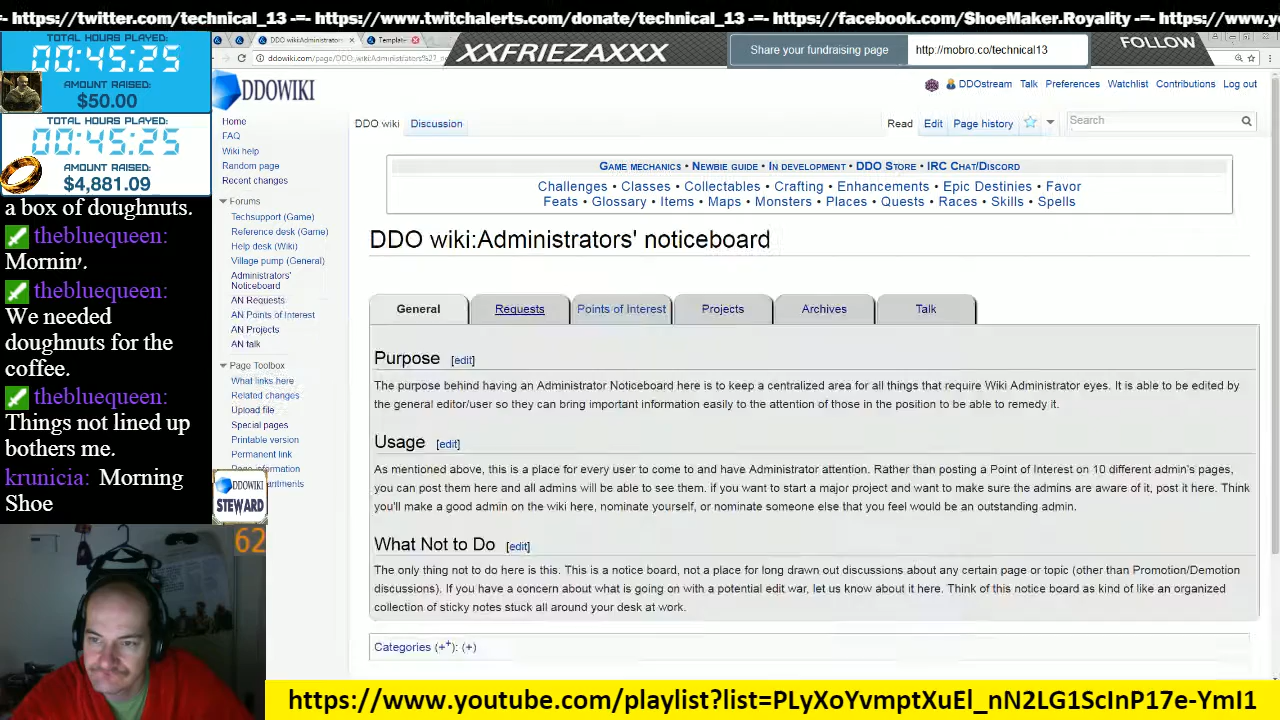 - https://twitter.com/technical_13 -=- https://www.twitchalerts.com/donate/technical_13 -=- https://facebook.com/ShoeMaker.Royality -=- https://www.y
TOTAL HOURS PLAYED:
00:45:25
AMOUNT RAISED:
$50.00
TOTAL HOURS PLAYED:
00:45:25
AMOUNT RAISED:
$4,881.09
a box of doughnuts.
thebluequeen:
Mornin'.
thebluequeen:
We needed
doughnuts for the
coffee.
thebluequeen:
Things not lined up
bothers me.
krunicia: Morning
Shoe
62
DDO wiki:Administrators'
Template
XXFRIEZAXXX
Share your fundraising page
http://mobro.co/technical13
FOLLOW
DDOWIKI
DDOstream Talk Preferences Watchlist Contributions Log out
DDO wiki Discussion
Read Edit Page history
Search
Home
FAQ
Wiki help
Random page
Recent changes
Forums
Techsupport (Game)
Reference desk (Game)
Help desk (Wiki)
Village pump (General)
Administrators'
Noticeboard
AN Requests
AN Points of Interest
AN Projects
AN talk
Page Toolbox
What links here
Related changes
Upload file
Special pages
Printable version
Permanent link
Page information
DDOWIKI
STEWARD
Game mechanics • Newbie guide • In development • DDO Store • IRC Chat/Discord
Challenges • Classes • Collectables • Crafting • Enhancements • Epic Destinies • Favor
Feats • Glossary • Items • Maps • Monsters • Places • Quests • Races • Skills • Spells
DDO wiki:Administrators' noticeboard
General Requests Points of Interest Projects Archives Talk
Purpose [edit]
The purpose behind having an Administrator Noticeboard here is to keep a centralized area for all things that require Wiki Administrator eyes. It is able to be edited by
the general editor/user so they can bring important information easily to the attention of those in the position to be able to remedy it.
Usage [edit]
As mentioned above, this is a place for every user to come to and have Administrator attention. Rather than posting a Point of Interest on 10 different admin's pages,
you can post them here and all admins will be able to see them. if you want to start a major project and want to make sure the admins are aware of it, post it here. Think
you'll make a good admin on the wiki here, nominate yourself, or nominate someone else that you feel would be an outstanding admin.
What Not to Do [edit]
The only thing not to do here is this. This is a notice board, not a place for long drawn out discussions about any certain page or topic (other than Promotion/Demotion
discussions). If you have a concern about what is going on with a potential edit war, let us know about it here. Think of this notice board as kind of like an organized
collection of sticky notes stuck all around your desk at work.
Categories (++): (+)
https://www.youtube.com/playlist?list=PLyXoYvmptXuEl_nN2LG1ScInP17e-YmI1